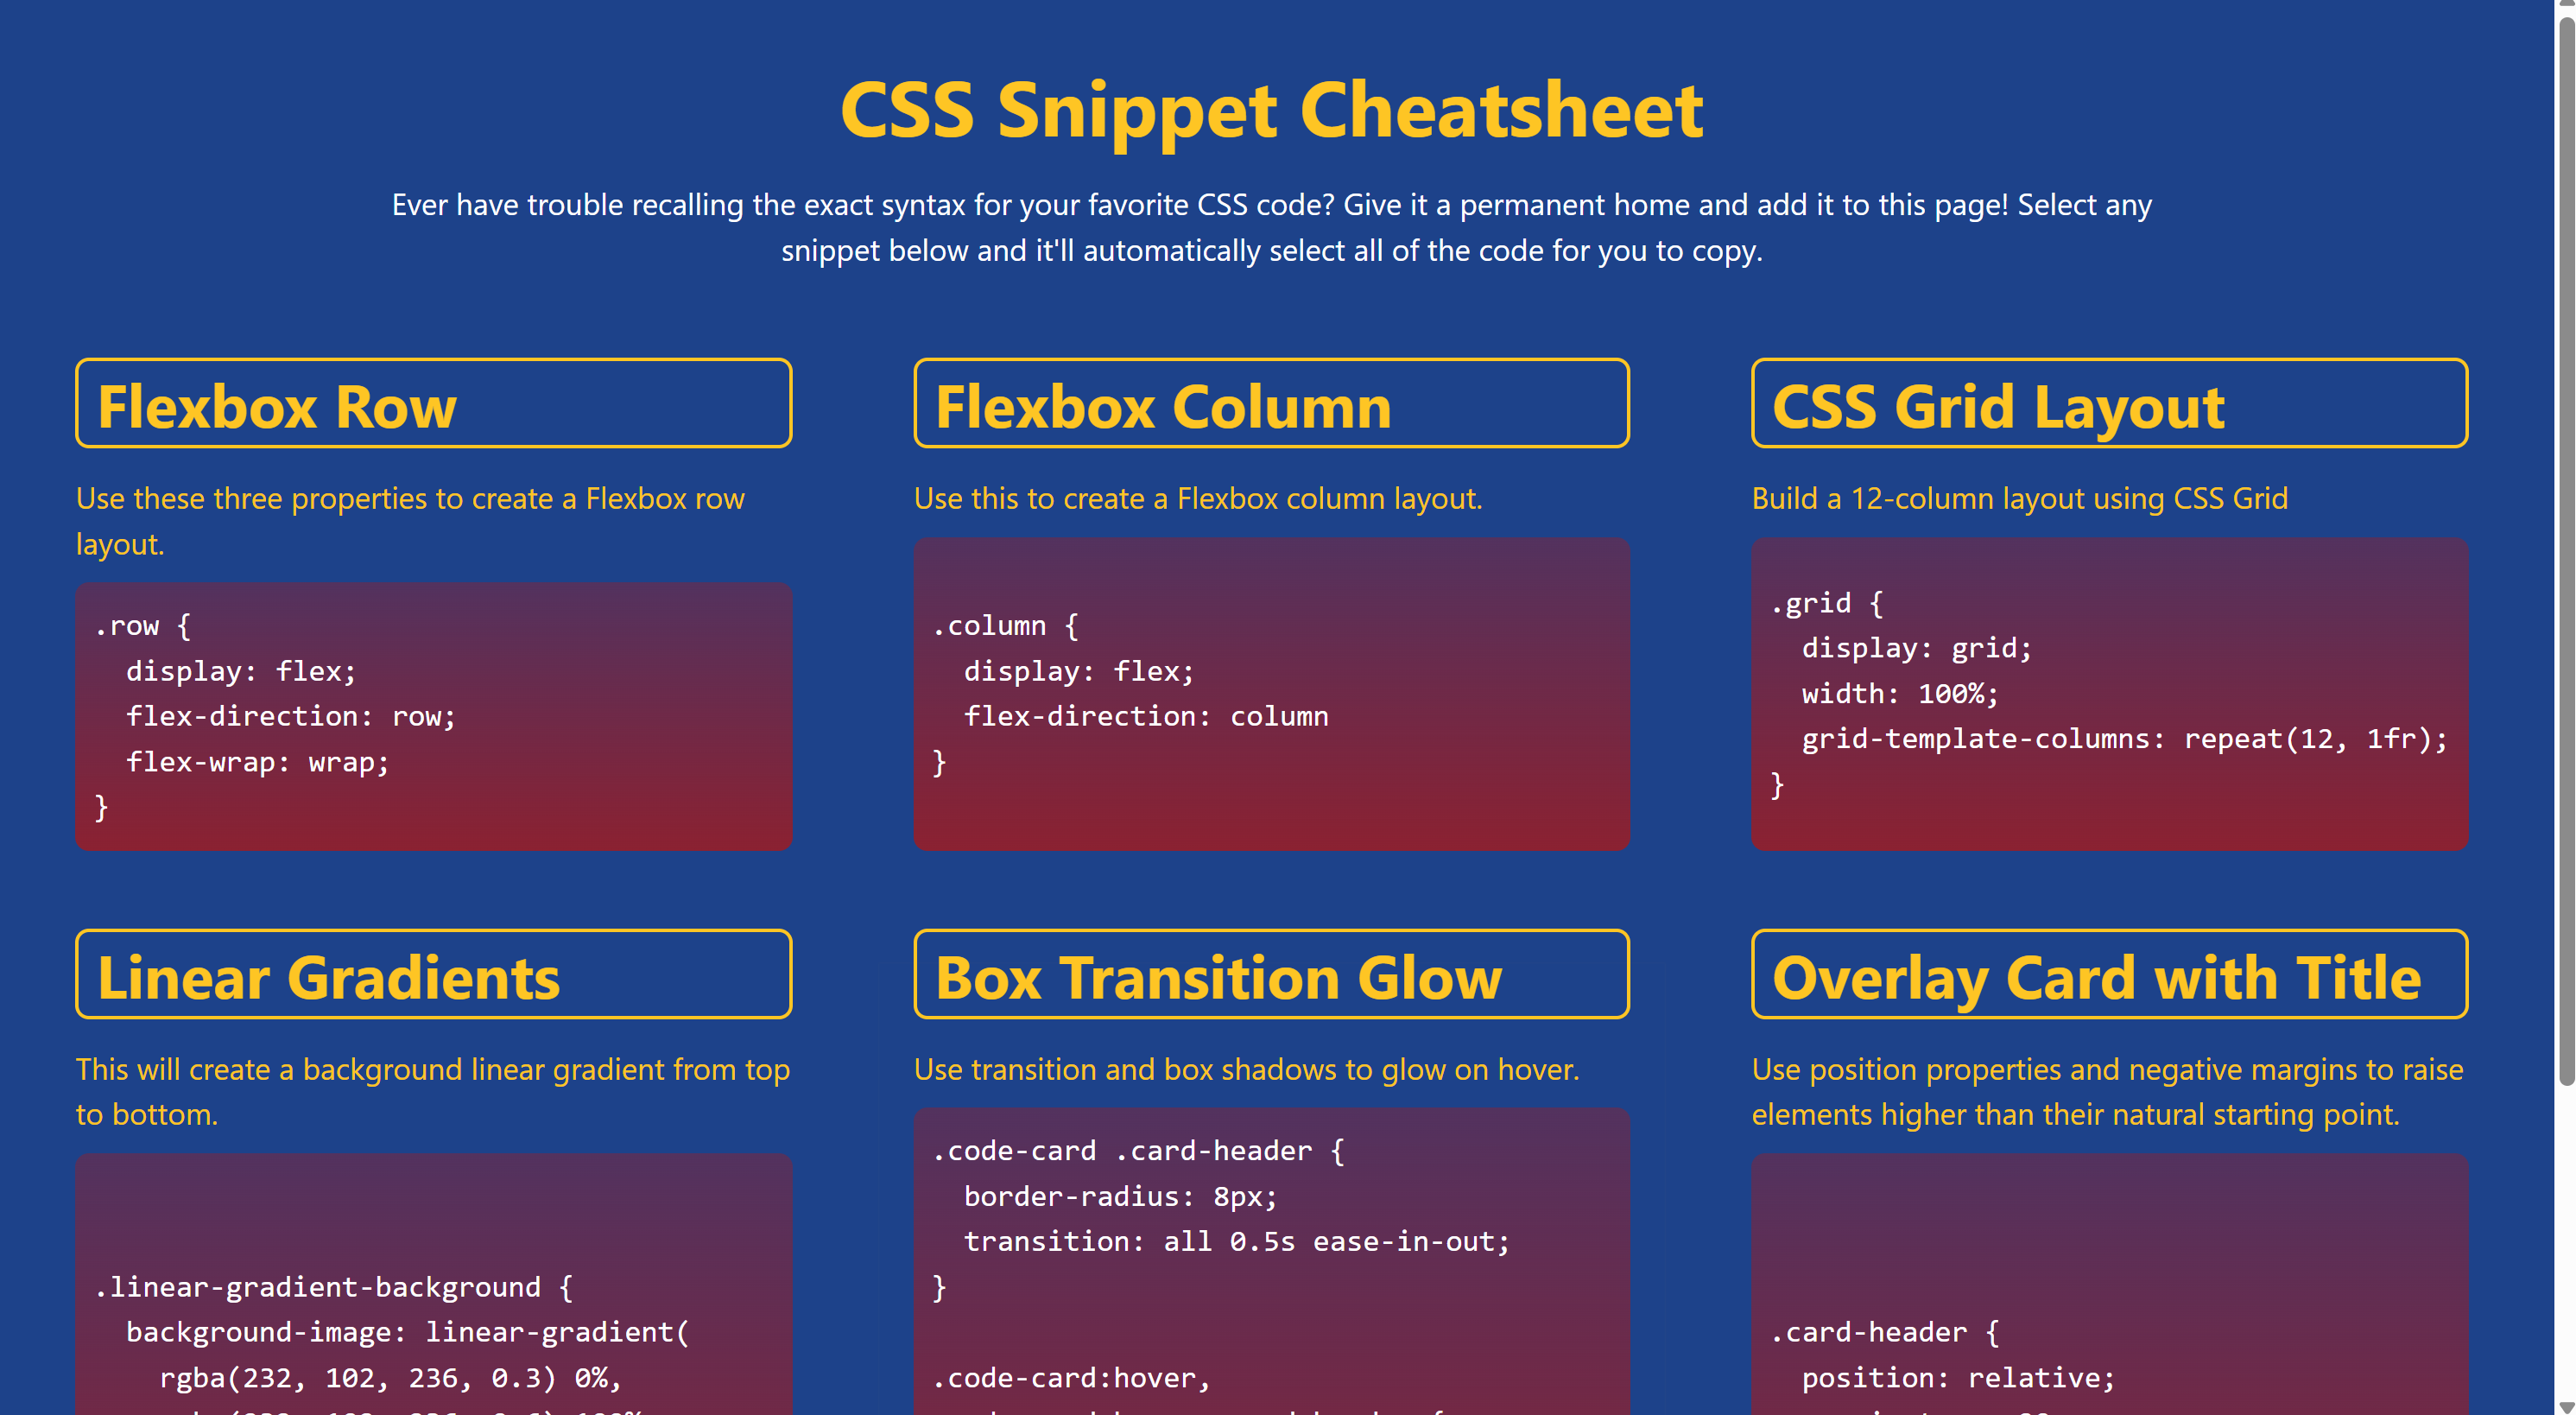 CSS Snippet Cheatsheet
Ever have trouble recalling the exact syntax for your favorite CSS code? Give it a permanent home and add it to this page! Select any
snippet below and it'll automatically select all of the code for you to copy.
Flexbox Row
Use these three properties to create a Flexbox row
layout.
.row {
  display: flex;
  flex-direction: row;
  flex-wrap: wrap;
}
Flexbox Column
Use this to create a Flexbox column layout.
.column {
  display: flex;
  flex-direction: column
}
CSS Grid Layout
Build a 12-column layout using CSS Grid
.grid {
  display: grid;
  width: 100%;
  grid-template-columns: repeat(12, 1fr);
}
Linear Gradients
This will create a background linear gradient from top
to bottom.
.linear-gradient-background {
  background-image: linear-gradient(
    rgba(232, 102, 236, 0.3) 0%,
Box Transition Glow
Use transition and box shadows to glow on hover.
.code-card .card-header {
  border-radius: 8px;
  transition: all 0.5s ease-in-out;
}
.code-card:hover,
Overlay Card with Title
Use position properties and negative margins to raise
elements higher than their natural starting point.
.card-header {
  position: relative;